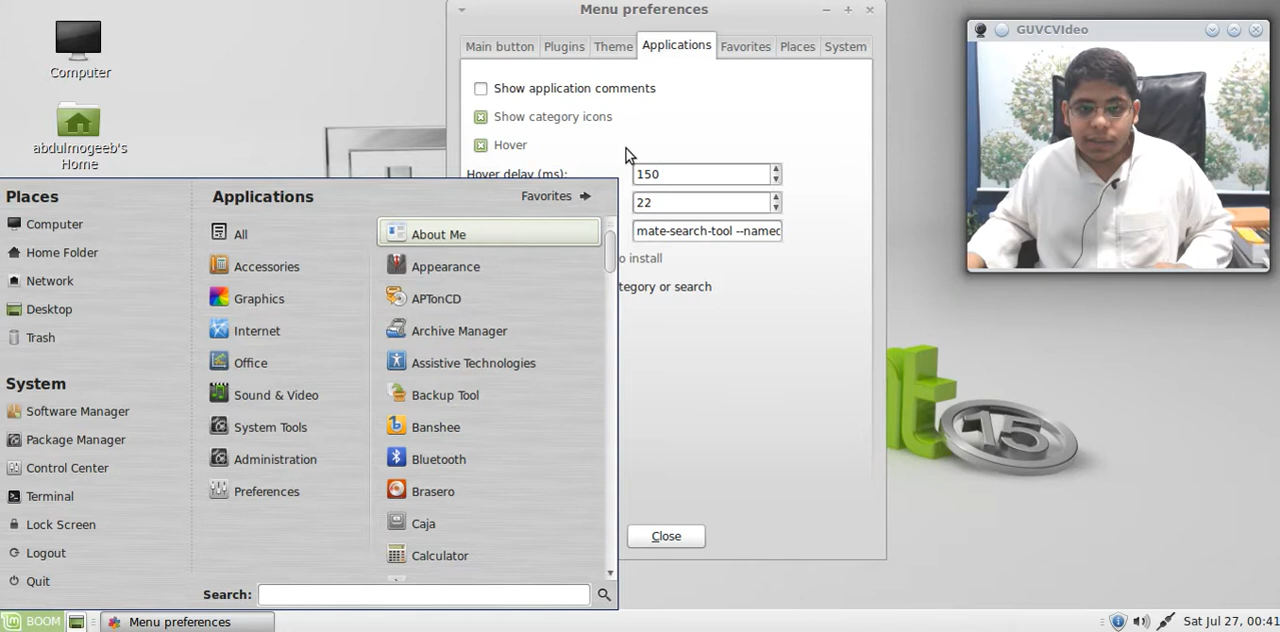 Computer
abdulmogeeb's
Home
Menu preferences
Main button
Plugins
Theme
Applications
Favorites
Places
System
Show application comments
Show category icons
Hover
Hover delay (ms):
150
22
mate-search-tool --named
o install
tegory or search
Close
GUVCVIdeo
Places
Computer
Home Folder
Network
Desktop
Trash
System
Software Manager
Package Manager
Control Center
Terminal
Lock Screen
Logout
Quit
Applications
Favorites
All
Accessories
Graphics
Internet
Office
Sound & Video
System Tools
Administration
Preferences
About Me
Appearance
APTonCD
Archive Manager
Assistive Technologies
Backup Tool
Banshee
Bluetooth
Brasero
Caja
Calculator
Search:
t 15
BOOM
Menu preferences
Sat Jul 27, 00:41